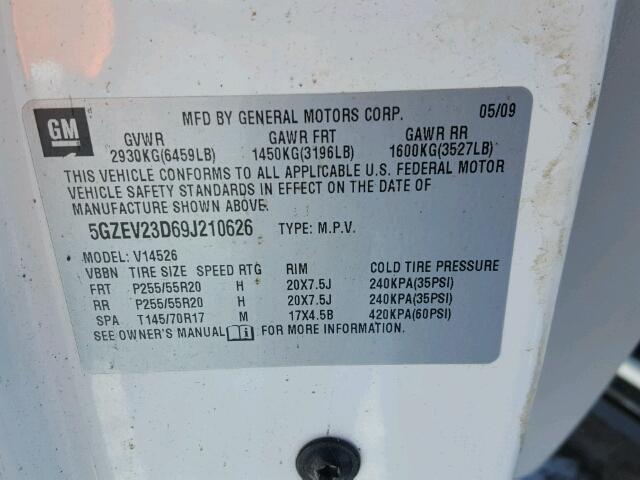 GM
MFD BY GENERAL MOTORS CORP. 05/09
GVWR GAWR FRT GAWR RR
2930KG(6459LB) 1450KG(3196LB) 1600KG(3527LB)
THIS VEHICLE CONFORMS TO ALL APPLICABLE U.S. FEDERAL MOTOR
VEHICLE SAFETY STANDARDS IN EFFECT ON THE DATE OF
MANUFACTURE SHOWN ABOVE.
5GZEV23D69J210626 TYPE: M.P.V.
MODEL: V14526
VBBN TIRE SIZE SPEED RTG RIM COLD TIRE PRESSURE
FRT P255/55R20 H 20X7.5J 240KPA(35PSI)
RR P255/55R20 H 20X7.5J 240KPA(35PSI)
SPA T145/70R17 M 17X4.5B 420KPA(60PSI)
SEE OWNER'S MANUAL i FOR MORE INFORMATION.